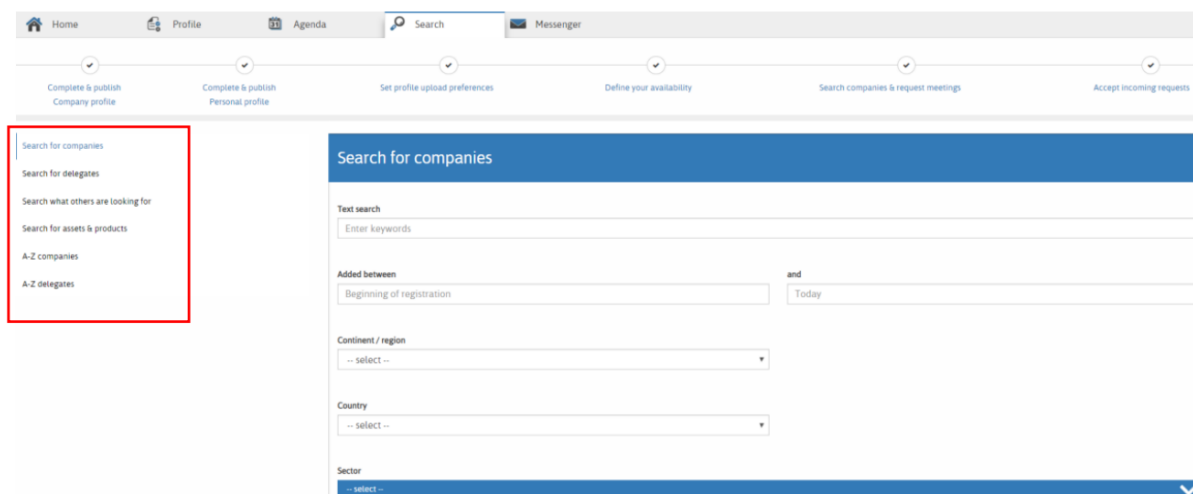 Home Profile Agenda Search Messenger
Complete & publish Complete & publish Set profile upload preferences Define your availability Search companies & request meetings Accept incoming requests
Company profile Personal profile
Search for companies
Search for delegates
Search what others are looking for
Search for assets & products
A-Z companies
A-Z delegates
Search for companies
Text search
Enter keywords
Added between and
Beginning of registration Today
Continent / region
-- select --
Country
-- select --
Sector
-- select --